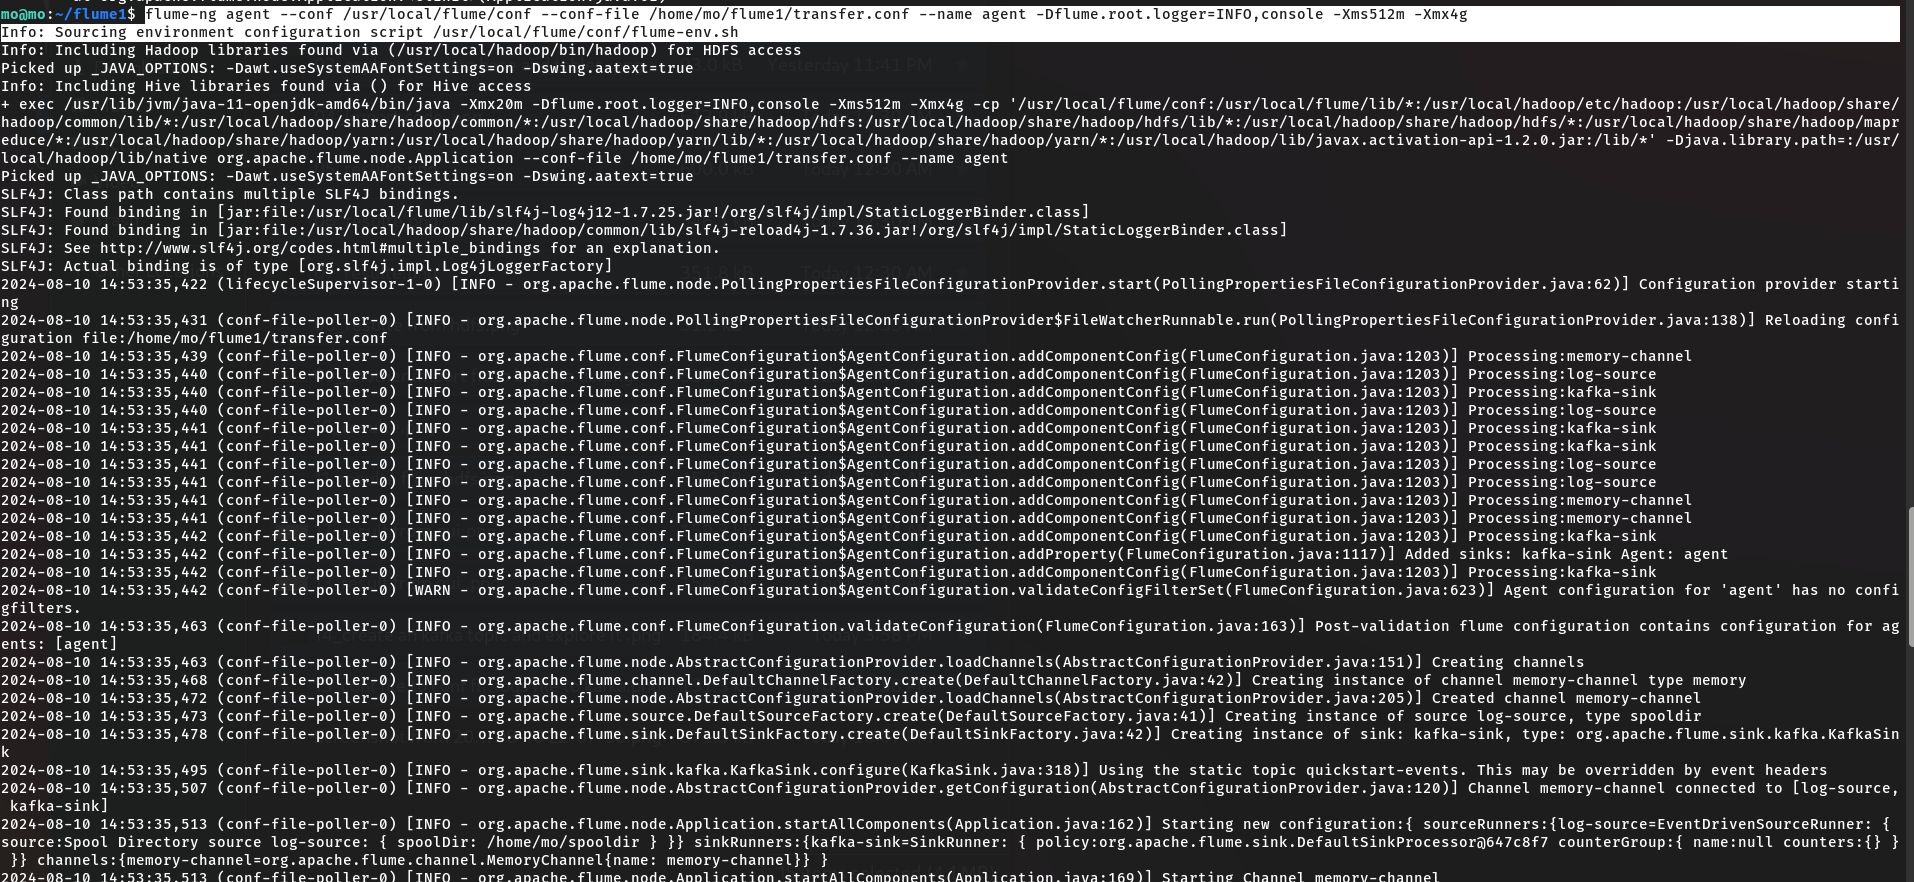 mo@mo:~/flume1$ flume-ng agent --conf /usr/local/flume/conf --conf-file /home/mo/flume1/transfer.conf --name agent -Dflume.root.logger=INFO,console -Xms512m -Xmx4g
Info: Sourcing environment configuration script /usr/local/flume/conf/flume-env.sh
Info: Including Hadoop libraries found via (/usr/local/hadoop/bin/hadoop) for HDFS access
Picked up _JAVA_OPTIONS: -Dawt.useSystemAAFontSettings=on -Dswing.aatext=true
Info: Including Hive libraries found via () for Hive access
+ exec /usr/lib/jvm/java-11-openjdk-amd64/bin/java -Xmx20m -Dflume.root.logger=INFO,console -Xms512m -Xmx4g -cp '/usr/local/flume/conf:/usr/local/flume/lib/*:/usr/local/hadoop/etc/hadoop:/usr/local/hadoop/share/
hadoop/common/lib/*:/usr/local/hadoop/share/hadoop/common/*:/usr/local/hadoop/share/hadoop/hdfs:/usr/local/hadoop/share/hadoop/hdfs/lib/*:/usr/local/hadoop/share/hadoop/hdfs/*:/usr/local/hadoop/share/hadoop/mapr
educe/*:/usr/local/hadoop/share/hadoop/yarn:/usr/local/hadoop/share/hadoop/yarn/lib/*:/usr/local/hadoop/share/hadoop/yarn/*:/usr/local/hadoop/lib/javax.activation-api-1.2.0.jar:/lib/*' -Djava.library.path=:/usr/
local/hadoop/lib/native org.apache.flume.node.Application --conf-file /home/mo/flume1/transfer.conf --name agent
Picked up _JAVA_OPTIONS: -Dawt.useSystemAAFontSettings=on -Dswing.aatext=true
SLF4J: Class path contains multiple SLF4J bindings.
SLF4J: Found binding in [jar:file:/usr/local/flume/lib/slf4j-log4j12-1.7.25.jar!/org/slf4j/impl/StaticLoggerBinder.class]
SLF4J: Found binding in [jar:file:/usr/local/hadoop/share/hadoop/common/lib/slf4j-reload4j-1.7.36.jar!/org/slf4j/impl/StaticLoggerBinder.class]
SLF4J: See http://www.slf4j.org/codes.html#multiple_bindings for an explanation.
SLF4J: Actual binding is of type [org.slf4j.impl.Log4jLoggerFactory]
2024-08-10 14:53:35,422 (lifecycleSupervisor-1-0) [INFO - org.apache.flume.node.PollingPropertiesFileConfigurationProvider.start(PollingPropertiesFileConfigurationProvider.java:62)] Configuration provider starti
ng
2024-08-10 14:53:35,431 (conf-file-poller-0) [INFO - org.apache.flume.node.PollingPropertiesFileConfigurationProvider$FileWatcherRunnable.run(PollingPropertiesFileConfigurationProvider.java:138)] Reloading confi
guration file:/home/mo/flume1/transfer.conf
2024-08-10 14:53:35,439 (conf-file-poller-0) [INFO - org.apache.flume.conf.FlumeConfiguration$AgentConfiguration.addComponentConfig(FlumeConfiguration.java:1203)] Processing:memory-channel
2024-08-10 14:53:35,440 (conf-file-poller-0) [INFO - org.apache.flume.conf.FlumeConfiguration$AgentConfiguration.addComponentConfig(FlumeConfiguration.java:1203)] Processing:log-source
2024-08-10 14:53:35,440 (conf-file-poller-0) [INFO - org.apache.flume.conf.FlumeConfiguration$AgentConfiguration.addComponentConfig(FlumeConfiguration.java:1203)] Processing:kafka-sink
2024-08-10 14:53:35,440 (conf-file-poller-0) [INFO - org.apache.flume.conf.FlumeConfiguration$AgentConfiguration.addComponentConfig(FlumeConfiguration.java:1203)] Processing:log-source
2024-08-10 14:53:35,441 (conf-file-poller-0) [INFO - org.apache.flume.conf.FlumeConfiguration$AgentConfiguration.addComponentConfig(FlumeConfiguration.java:1203)] Processing:kafka-sink
2024-08-10 14:53:35,441 (conf-file-poller-0) [INFO - org.apache.flume.conf.FlumeConfiguration$AgentConfiguration.addComponentConfig(FlumeConfiguration.java:1203)] Processing:kafka-sink
2024-08-10 14:53:35,441 (conf-file-poller-0) [INFO - org.apache.flume.conf.FlumeConfiguration$AgentConfiguration.addComponentConfig(FlumeConfiguration.java:1203)] Processing:log-source
2024-08-10 14:53:35,441 (conf-file-poller-0) [INFO - org.apache.flume.conf.FlumeConfiguration$AgentConfiguration.addComponentConfig(FlumeConfiguration.java:1203)] Processing:log-source
2024-08-10 14:53:35,441 (conf-file-poller-0) [INFO - org.apache.flume.conf.FlumeConfiguration$AgentConfiguration.addComponentConfig(FlumeConfiguration.java:1203)] Processing:memory-channel
2024-08-10 14:53:35,441 (conf-file-poller-0) [INFO - org.apache.flume.conf.FlumeConfiguration$AgentConfiguration.addComponentConfig(FlumeConfiguration.java:1203)] Processing:memory-channel
2024-08-10 14:53:35,442 (conf-file-poller-0) [INFO - org.apache.flume.conf.FlumeConfiguration$AgentConfiguration.addComponentConfig(FlumeConfiguration.java:1203)] Processing:kafka-sink
2024-08-10 14:53:35,442 (conf-file-poller-0) [INFO - org.apache.flume.conf.FlumeConfiguration$AgentConfiguration.addProperty(FlumeConfiguration.java:1117)] Added sinks: kafka-sink Agent: agent
2024-08-10 14:53:35,442 (conf-file-poller-0) [INFO - org.apache.flume.conf.FlumeConfiguration$AgentConfiguration.addComponentConfig(FlumeConfiguration.java:1203)] Processing:kafka-sink
2024-08-10 14:53:35,442 (conf-file-poller-0) [WARN - org.apache.flume.conf.FlumeConfiguration$AgentConfiguration.validateConfigFilterSet(FlumeConfiguration.java:623)] Agent configuration for 'agent' has no confi
gfilters.
2024-08-10 14:53:35,463 (conf-file-poller-0) [INFO - org.apache.flume.conf.FlumeConfiguration.validateConfiguration(FlumeConfiguration.java:163)] Post-validation flume configuration contains configuration for ag
ents: [agent]
2024-08-10 14:53:35,463 (conf-file-poller-0) [INFO - org.apache.flume.node.AbstractConfigurationProvider.loadChannels(AbstractConfigurationProvider.java:151)] Creating channels
2024-08-10 14:53:35,468 (conf-file-poller-0) [INFO - org.apache.flume.channel.DefaultChannelFactory.create(DefaultChannelFactory.java:42)] Creating instance of channel memory-channel type memory
2024-08-10 14:53:35,472 (conf-file-poller-0) [INFO - org.apache.flume.node.AbstractConfigurationProvider.loadChannels(AbstractConfigurationProvider.java:205)] Created channel memory-channel
2024-08-10 14:53:35,473 (conf-file-poller-0) [INFO - org.apache.flume.source.DefaultSourceFactory.create(DefaultSourceFactory.java:41)] Creating instance of source log-source, type spooldir
2024-08-10 14:53:35,478 (conf-file-poller-0) [INFO - org.apache.flume.sink.DefaultSinkFactory.create(DefaultSinkFactory.java:42)] Creating instance of sink: kafka-sink, type: org.apache.flume.sink.kafka.KafkaSin
k
2024-08-10 14:53:35,495 (conf-file-poller-0) [INFO - org.apache.flume.sink.kafka.KafkaSink.configure(KafkaSink.java:318)] Using the static topic quickstart-events. This may be overridden by event headers
2024-08-10 14:53:35,507 (conf-file-poller-0) [INFO - org.apache.flume.node.AbstractConfigurationProvider.getConfiguration(AbstractConfigurationProvider.java:120)] Channel memory-channel connected to [log-source,
 kafka-sink]
2024-08-10 14:53:35,513 (conf-file-poller-0) [INFO - org.apache.flume.node.Application.startAllComponents(Application.java:162)] Starting new configuration:{ sourceRunners:{log-source=EventDrivenSourceRunner: {
source:Spool Directory source log-source: { spoolDir: /home/mo/spooldir } }} sinkRunners:{kafka-sink=SinkRunner: { policy:org.apache.flume.sink.DefaultSinkProcessor@647c8f7 counterGroup:{ name:null counters:{} }
 }} channels:{memory-channel=org.apache.flume.channel.MemoryChannel{name: memory-channel}} }
2024-08-10 14:53:35,513 (conf-file-poller-0) [INFO - org.apache.flume.node.Application.startAllComponents(Application.java:169)] Starting Channel memory-channel